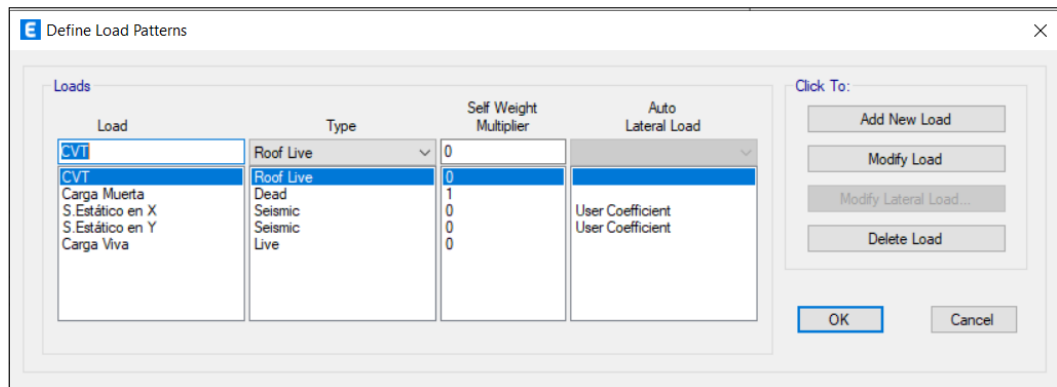 E Define Load Patterns
Loads
Click To:
Load Type Self Weight Multiplier Auto Lateral Load
CVT Roof Live 0
CVT Roof Live 0
Carga Muerta Dead 1
S.Estático en X Seismic 0 User Coefficient
S.Estático en Y Seismic 0 User Coefficient
Carga Viva Live 0
Add New Load
Modify Load
Modify Lateral Load...
Delete Load
OK Cancel